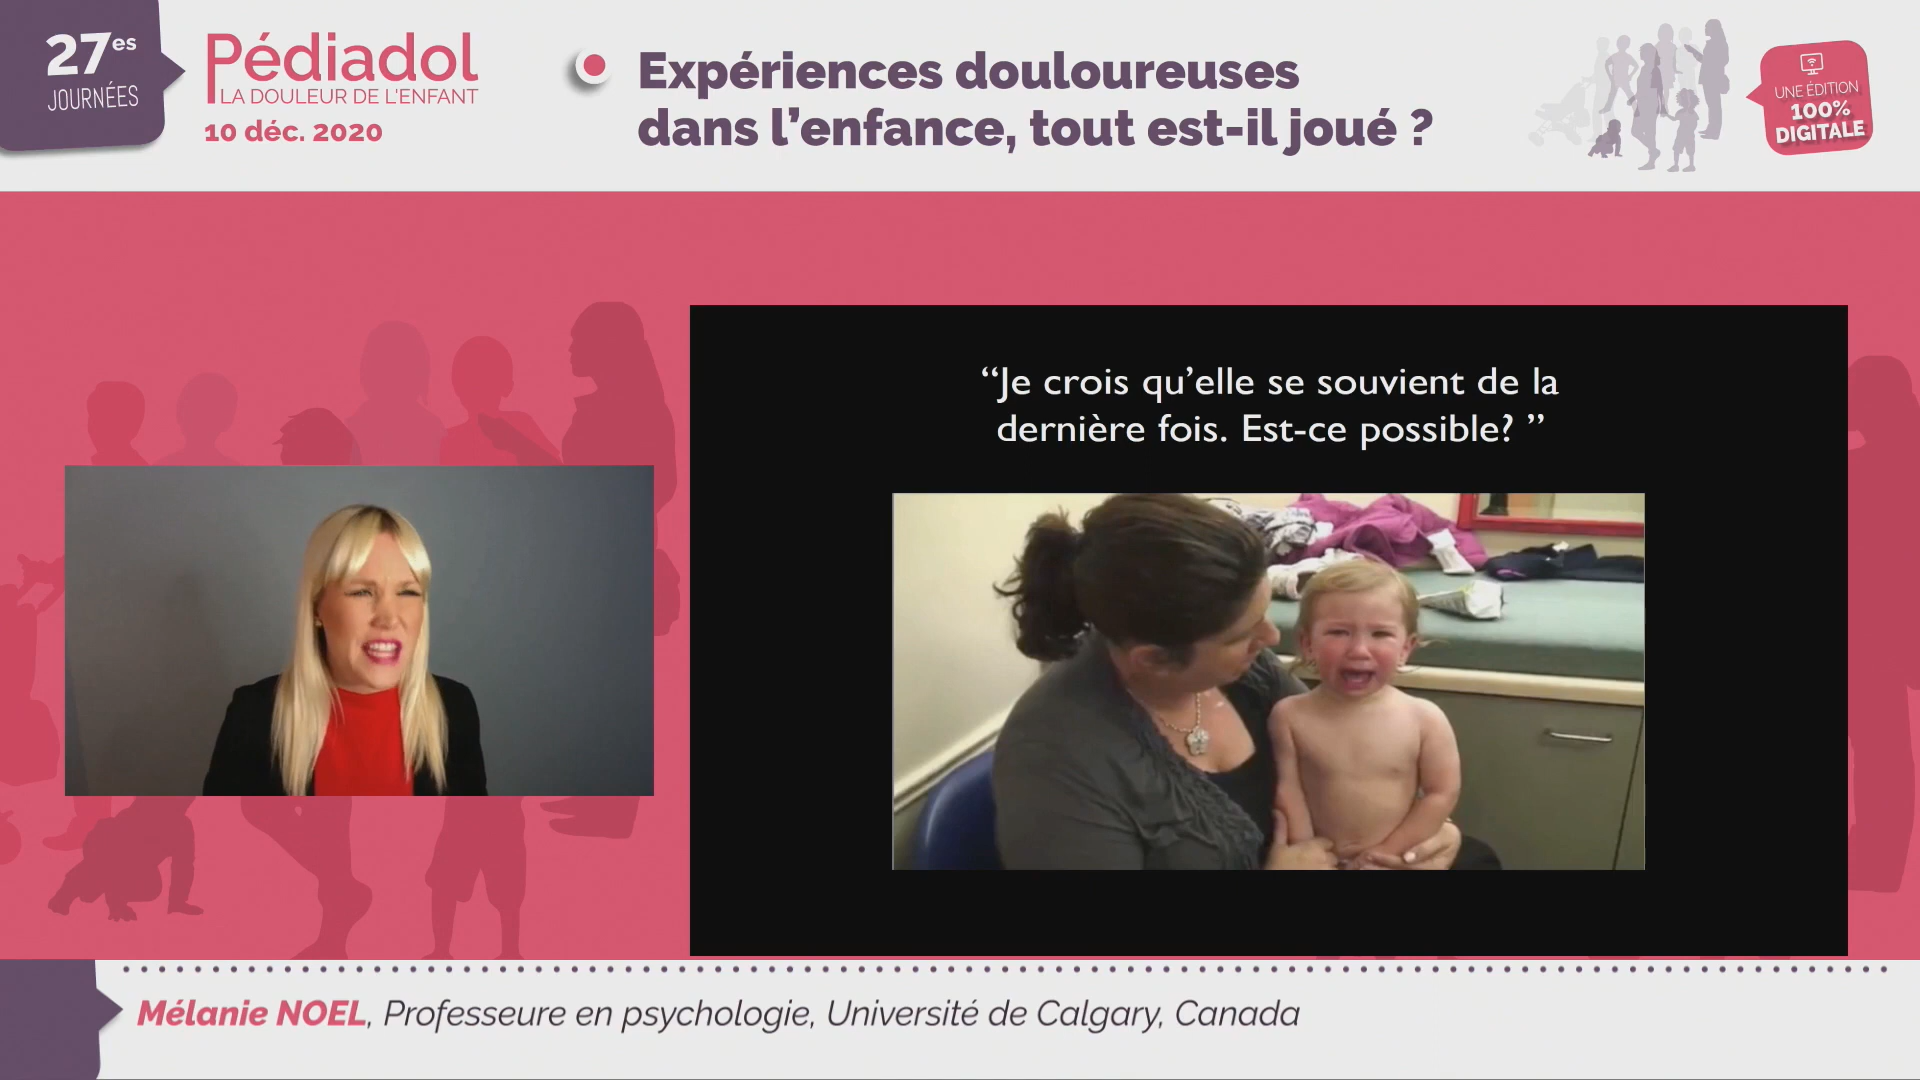 27es
JOURNÉES
Pédiadol
LA DOULEUR DE L'ENFANT
10 déc. 2020
Expériences douloureuses
dans l’enfance, tout est-il joué ?
UNE ÉDITION
100%
DIGITALE
“Je crois qu’elle se souvient de la
dernière fois. Est-ce possible? ”
Mélanie NOEL, Professeure en psychologie, Université de Calgary, Canada